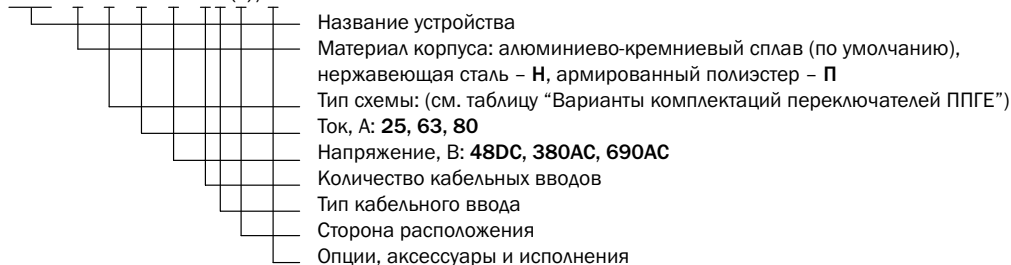 Название устройства
Материал корпуса: алюминиево-кремниевый сплав (по умолчанию),
нержавеющая сталь – Н, армированный полиэстер – П
Тип схемы: (см. таблицу “Варианты комплектаций переключателей ППГЕ”)
Ток, А: 25, 63, 80
Напряжение, В: 48DC, 380AC, 690AC
Количество кабельных вводов
Тип кабельного ввода
Сторона расположения
Опции, аксессуары и исполнения